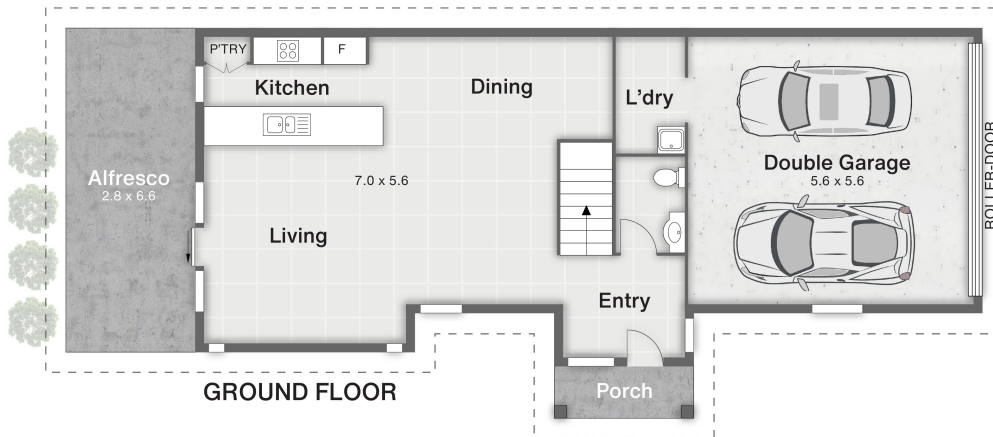 P'TRY
F
Kitchen
Dining
L'dry
Double Garage
5.6 x 5.6
ROLLER-DOOR
Alfresco
2.8 x 6.6
7.0 x 5.6
Living
Entry
Porch
GROUND FLOOR